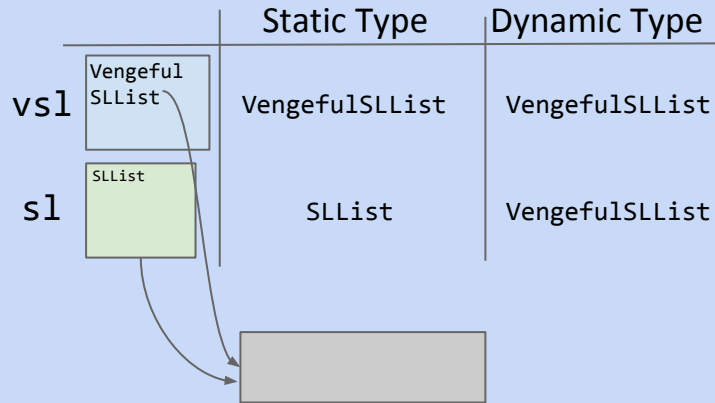 Static Type
Dynamic Type
vsl
Vengeful
SLList
VengefulSLList
VengefulSLList
sl
SLList
SLList
VengefulSLList